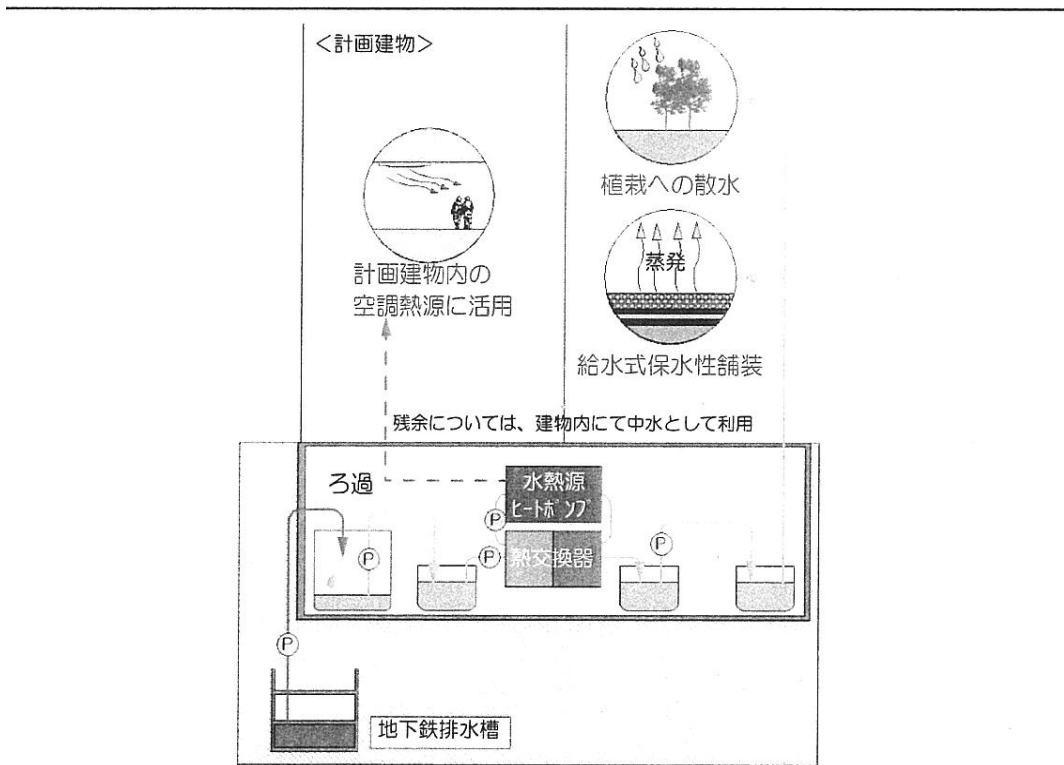 ＜計画建物＞
植栽への散水
計画建物内の
空調熱源に活用
蒸発
給水式保水性舗装
残余については、建物内にて中水として利用
ろ過
水熱源
ﾋｰﾄﾎﾟﾝﾌﾟ
P
P
P
P
熱交換器
P
地下鉄排水槽